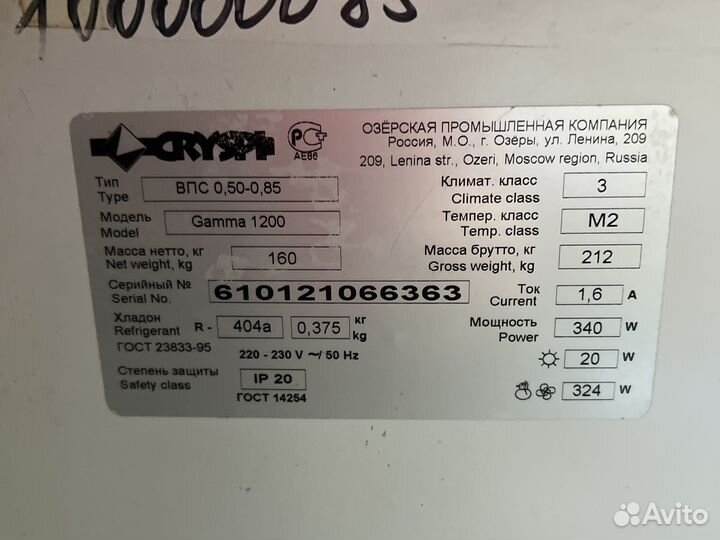 100000085
CRYSPI
РСТ
АЕ86
ОЗЁРСКАЯ ПРОМЫШЛЕННАЯ КОМПАНИЯ
Россия, М.О., г. Озёры, ул. Ленина, 209
209, Lenina str., Ozeri, Moscow region, Russia
Тип
Type
ВПС 0,50-0,85
Климат. класс
Climate class
3
Модель
Model
Gamma 1200
Темпер. класс
Temp. class
M2
Масса нетто, кг
Net weight, kg
160
Масса брутто, кг
Gross weight, kg
212
Серийный №
Serial No.
610121066363
Ток
Current
1,6 A
Хладон
Refrigerant
R - 404a 0,375 кг
kg
Мощность
Power
340 W
ГОСТ 23833-95
220 - 230 V ~/ 50 Hz
20 W
Степень защиты
Safety class
IP 20
ГОСТ 14254
324 W
Avito